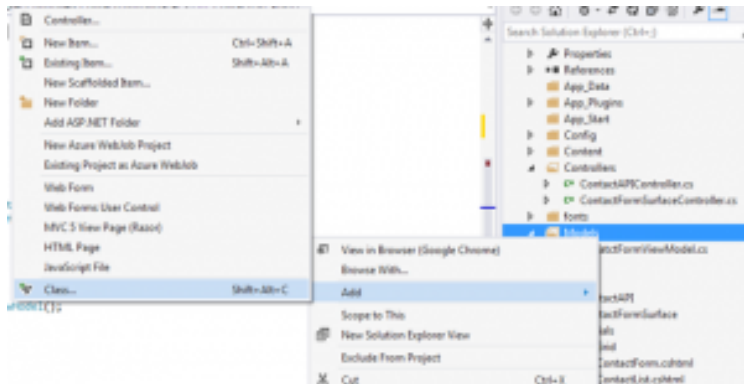 Controller...
New Item... Ctrl+Shift+A
Existing Item... Shift+Alt+A
New Scaffolded Item...
New Folder
Add ASP.NET Folder
New Azure WebJob Project
Existing Project as Azure WebJob
Web Form
Web Forms User Control
MVC 5 View Page (Razor)
HTML Page
JavaScript File
Class... Shift+Alt+C
View in Browser (Google Chrome)
Browse With...
Add
Scope to This
New Solution Explorer View
Exclude From Project
Cut Ctrl+X
Search Solution Explorer (Ctrl+;)
Properties
References
App_Data
App_Plugins
App_Start
Config
Content
Controllers
ContactAPIController.cs
ContactFormSurfaceController.cs
fonts
Models
tactFormViewModel.cs
tactAPI
tactFormSurface
ContactForm.cshtml
ContactList.cshtml